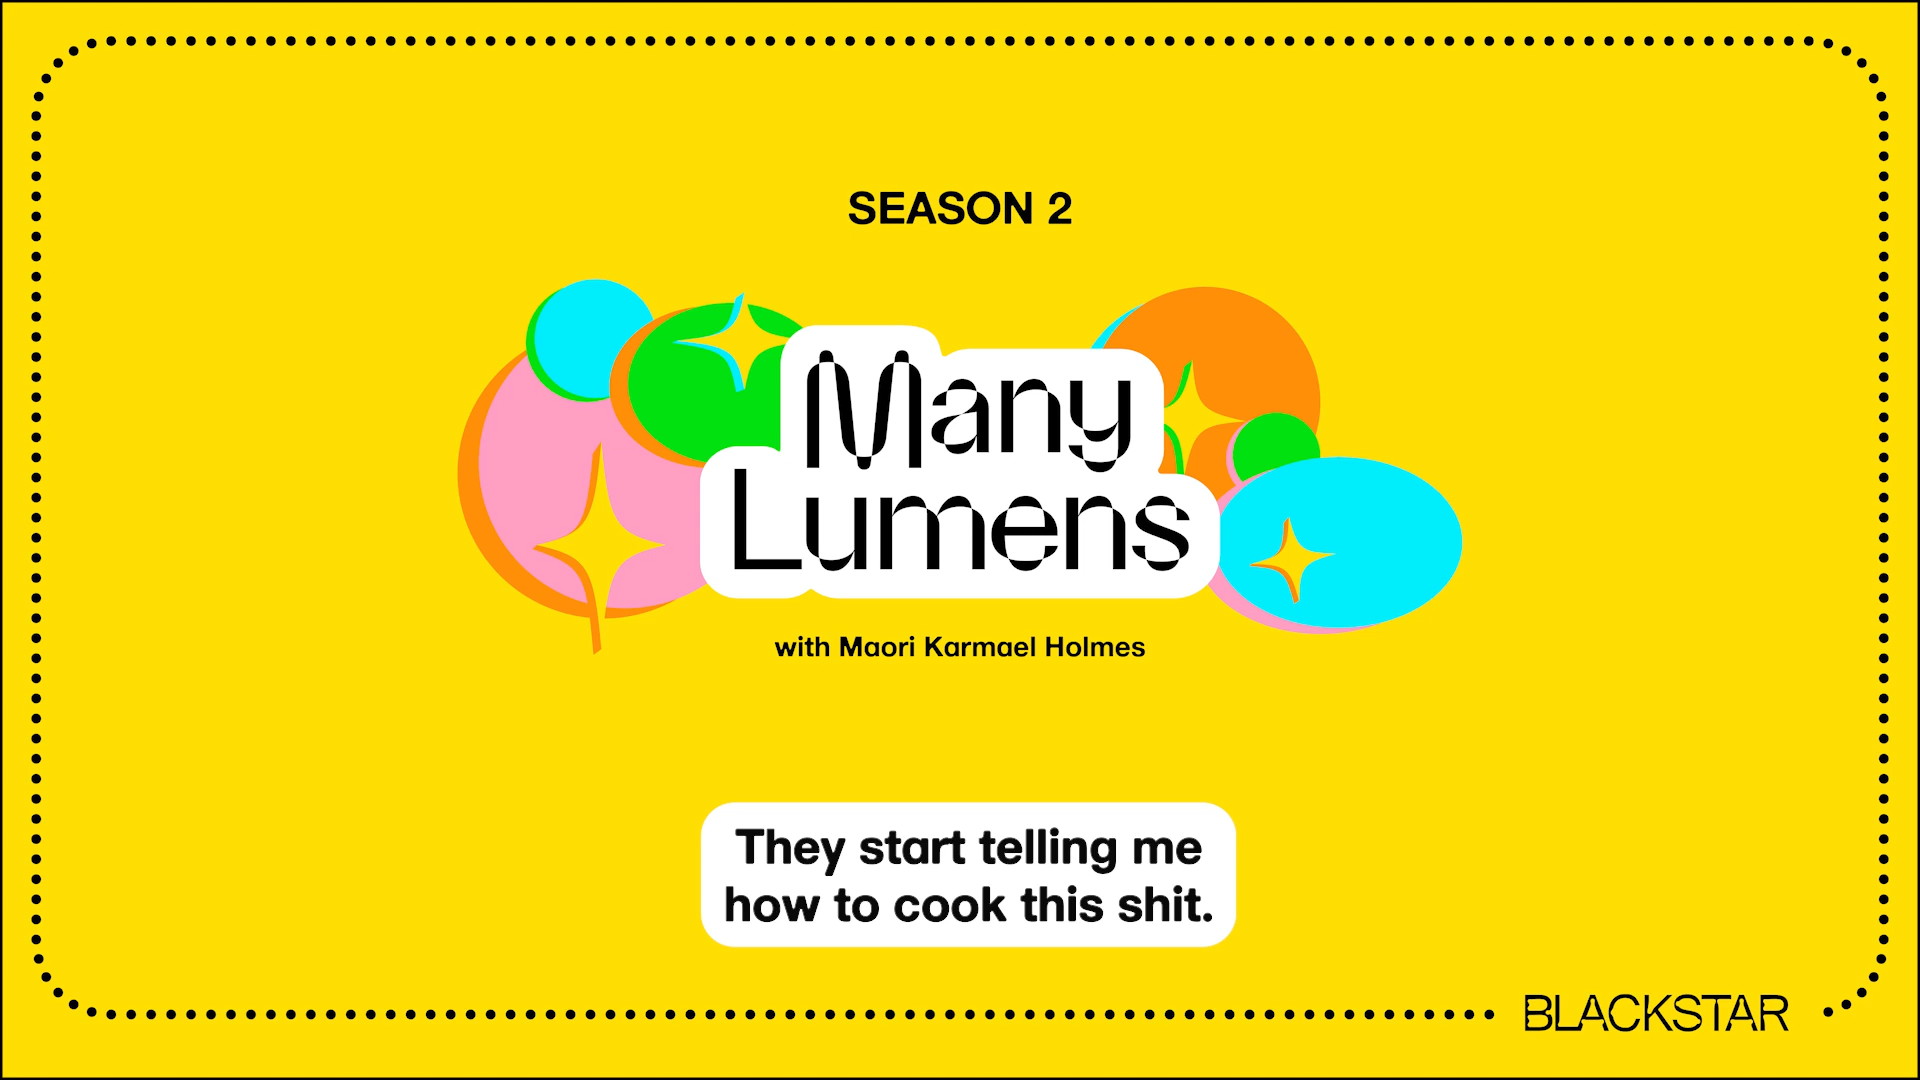 SEASON 2
Many
Lumens
with Maori Karmael Holmes
They start telling me
how to cook this shit.
BLACKSTAR